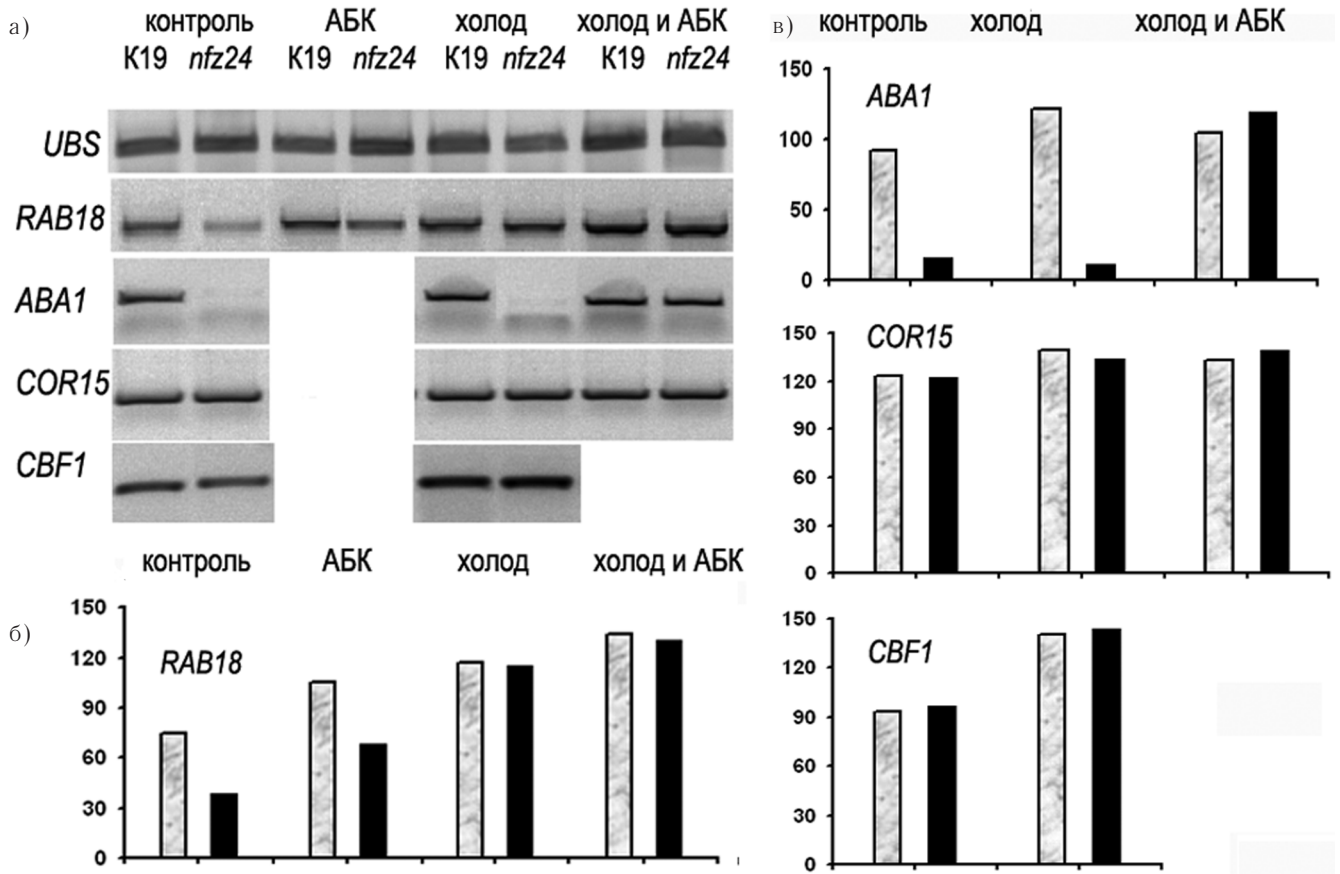 а)
контроль АБК холод холод и АБК
К19 nfz24 К19 nfz24 К19 nfz24 К19 nfz24
UBS
RAB18
ABA1
COR15
CBF1
б)
контроль АБК холод холод и АБК
150
120
90
60
30
0
RAB18
в)
контроль холод холод и АБК
150
100
50
0
ABA1
150
120
90
60
30
0
COR15
150
120
90
60
30
0
CBF1